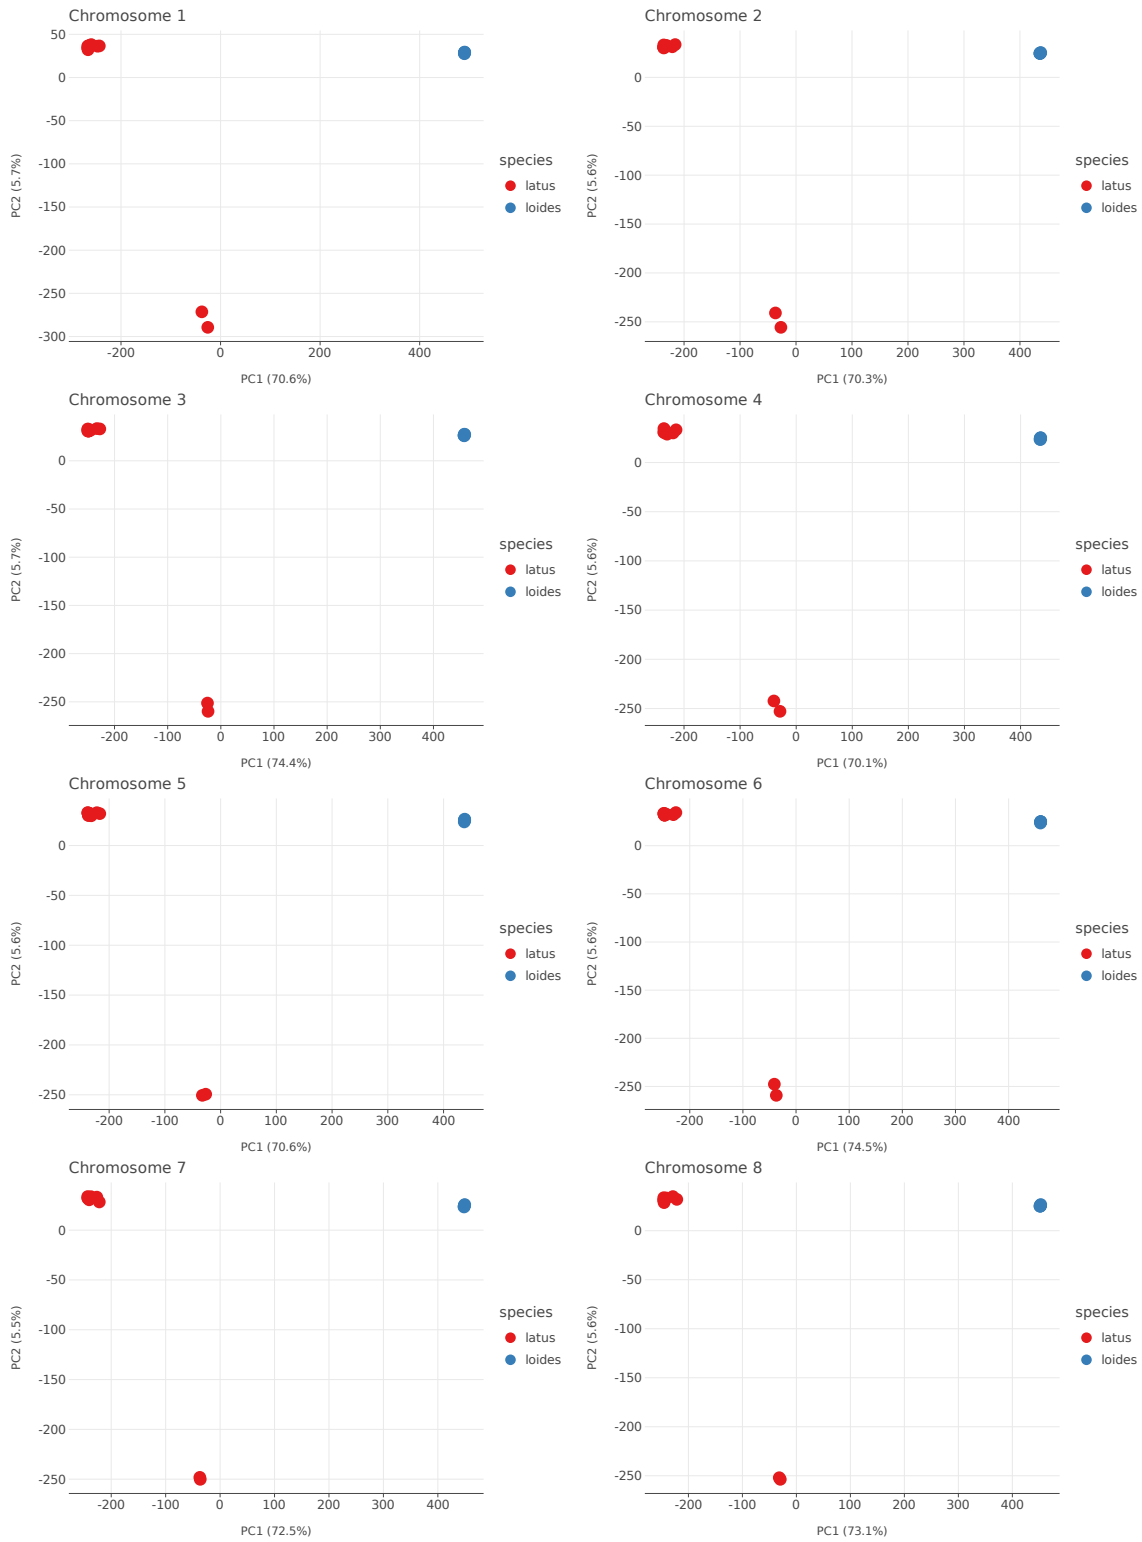 Chromosome 1
50
0
-50
-100
-150
-200
-250
-300
PC2 (5.7%)
-200
0
200
400
PC1 (70.6%)
species
latus
loides
Chromosome 2
0
-50
-100
-150
-200
-250
PC2 (5.6%)
-200
-100
0
100
200
300
400
PC1 (70.3%)
species
latus
loides
Chromosome 3
0
-50
-100
-150
-200
-250
PC2 (5.7%)
-200
-100
0
100
200
300
400
PC1 (74.4%)
species
latus
loides
Chromosome 4
0
-50
-100
-150
-200
-250
PC2 (5.6%)
-200
-100
0
100
200
300
400
PC1 (70.1%)
species
latus
loides
Chromosome 5
0
-50
-100
-150
-200
-250
PC2 (5.6%)
-200
-100
0
100
200
300
400
PC1 (70.6%)
species
latus
loides
Chromosome 6
0
-50
-100
-150
-200
-250
PC2 (5.6%)
-200
-100
0
100
200
300
400
PC1 (74.5%)
species
latus
loides
Chromosome 7
0
-50
-100
-150
-200
-250
PC2 (5.5%)
-200
-100
0
100
200
300
400
PC1 (72.5%)
species
latus
loides
Chromosome 8
0
-50
-100
-150
-200
-250
PC2 (5.6%)
-200
-100
0
100
200
300
400
PC1 (73.1%)
species
latus
loides